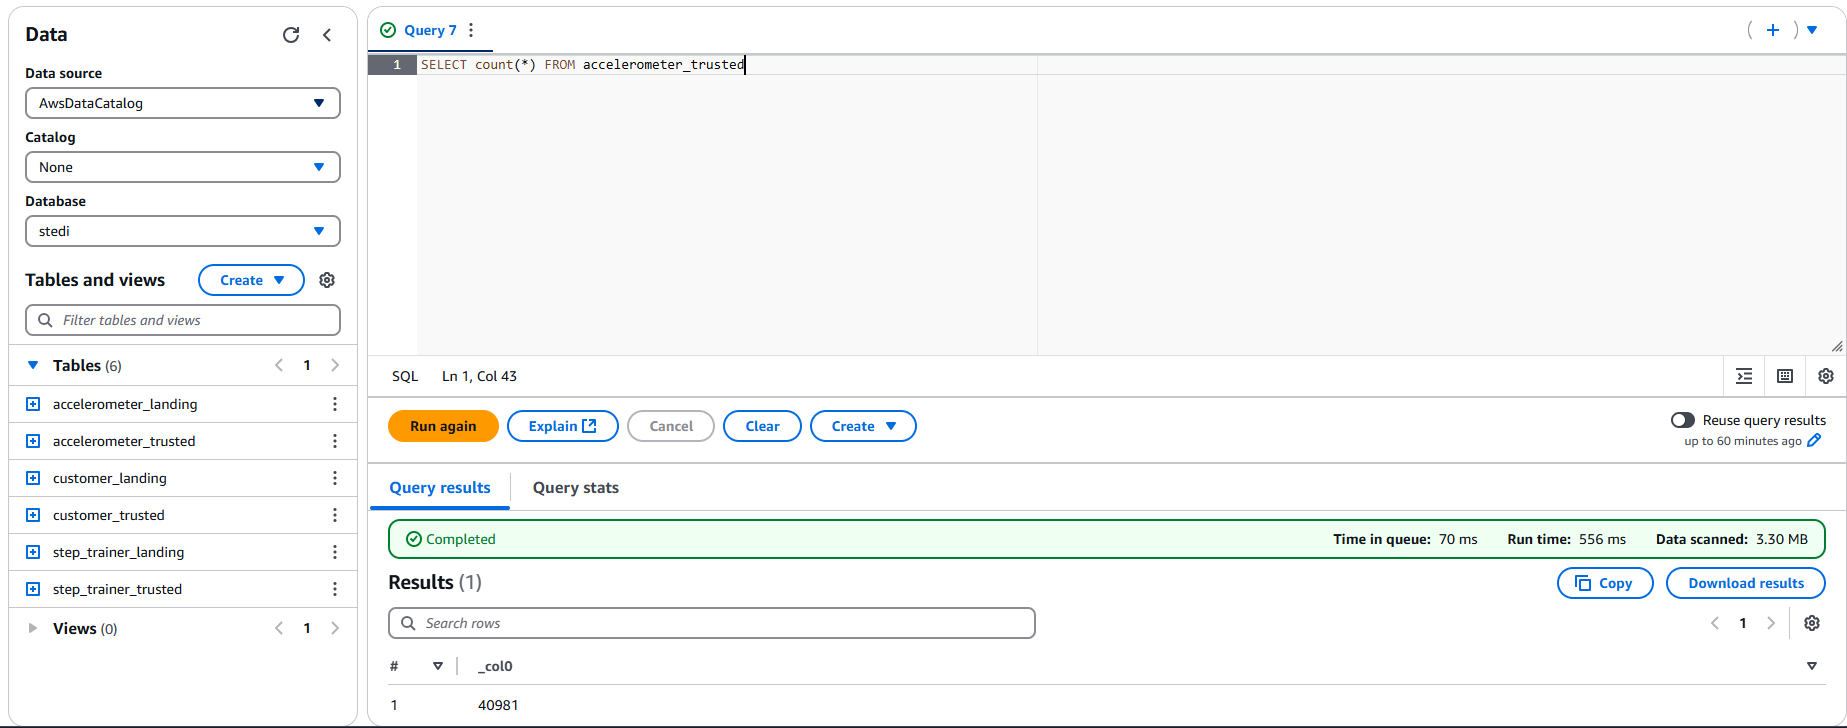 Data
Data source
AwsDataCatalog
Catalog
None
Database
stedi
Tables and views
Create
Filter tables and views
Tables (6)
1
accelerometer_landing
accelerometer_trusted
customer_landing
customer_trusted
step_trainer_landing
step_trainer_trusted
Views (0)
1
Query 7
1 SELECT count(*) FROM accelerometer_trusted
SQL Ln 1, Col 43
Run again Explain Cancel Clear Create
Reuse query results
up to 60 minutes ago
Query results Query stats
Completed Time in queue: 70 ms Run time: 556 ms Data scanned: 3.30 MB
Results (1) Copy Download results
Search rows 1
# _col0
1 40981